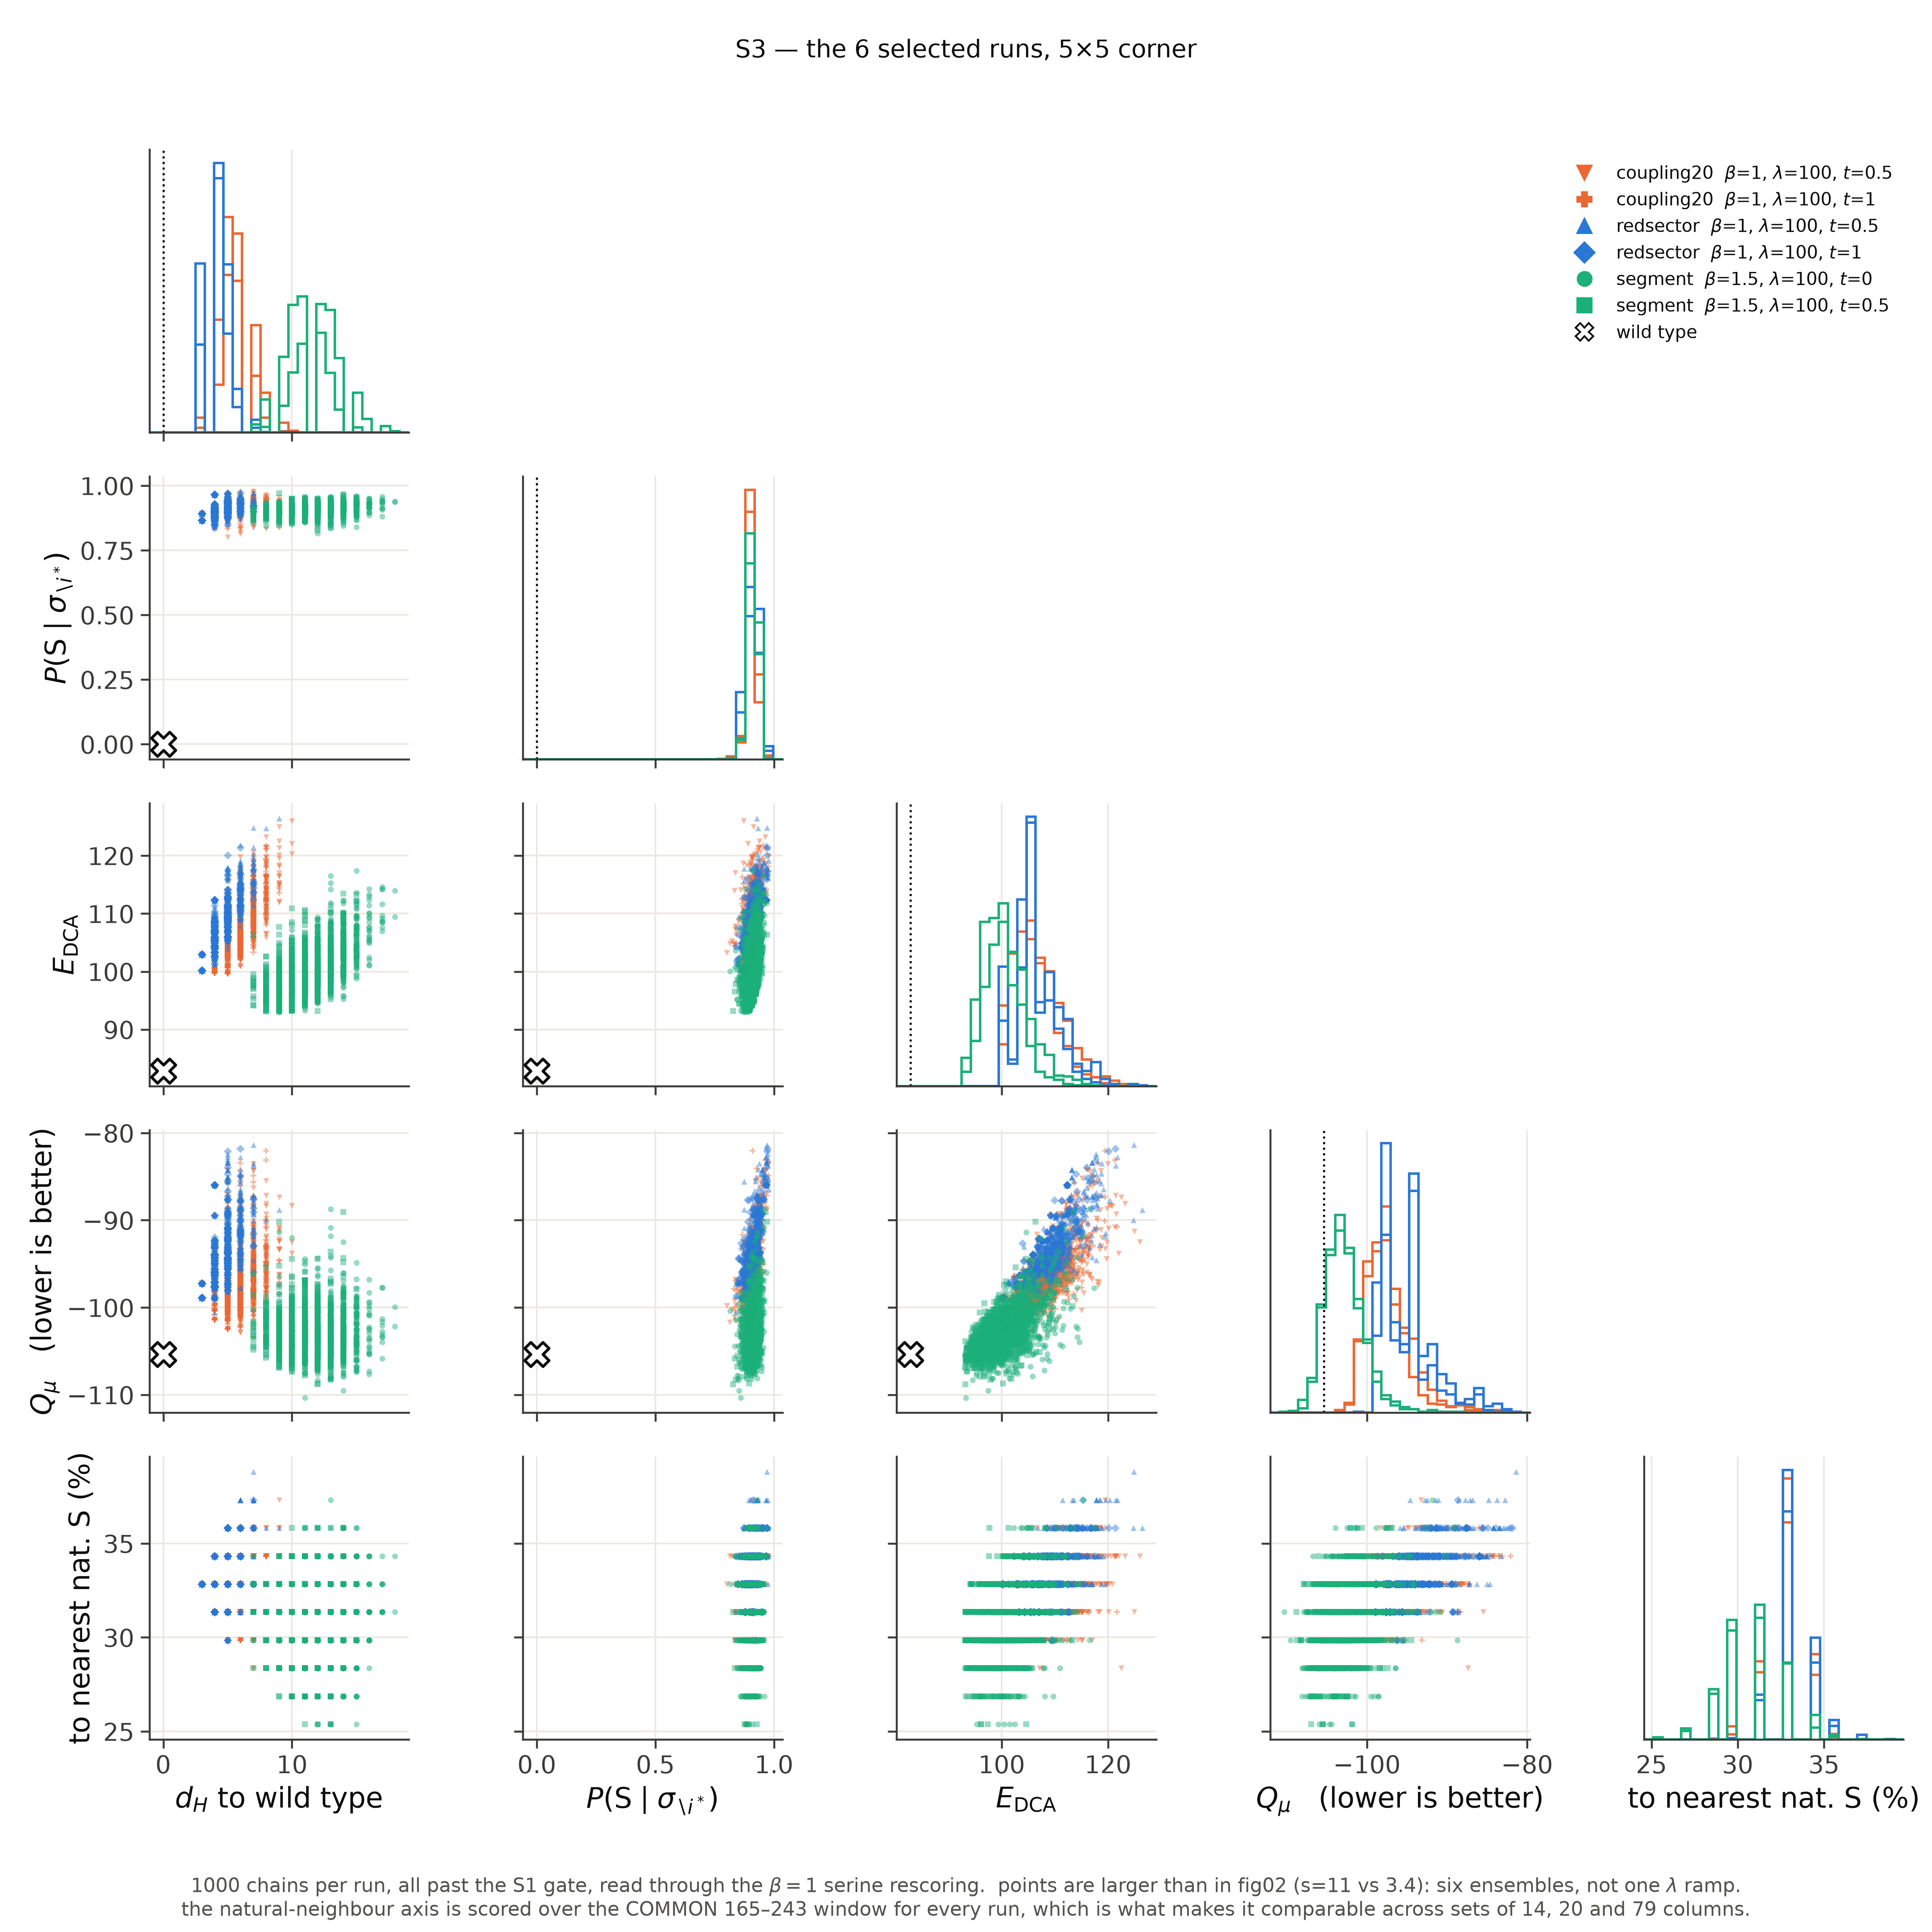 S3 — the 6 selected runs, 5×5 corner
coupling20 β=1, λ=100, t=0.5
coupling20 β=1, λ=100, t=1
redsector β=1, λ=100, t=0.5
redsector β=1, λ=100, t=1
segment β=1.5, λ=100, t=0
segment β=1.5, λ=100, t=0.5
wild type
P(S | σ\i*)
1.00
0.75
0.50
0.25
0.00
E_DCA
120
110
100
90
Qμ (lower is better)
−80
−90
−100
−110
to nearest nat. S (%)
35
30
25
0 10
0.0 0.5 1.0
100 120
−100 −80
25 30 35
d_H to wild type
P(S | σ\i*)
E_DCA
Qμ (lower is better)
to nearest nat. S (%)
1000 chains per run, all past the S1 gate, read through the β = 1 serine rescoring. points are larger than in fig02 (s=11 vs 3.4): six ensembles, not one λ ramp.
the natural-neighbour axis is scored over the COMMON 165–243 window for every run, which is what makes it comparable across sets of 14, 20 and 79 columns.